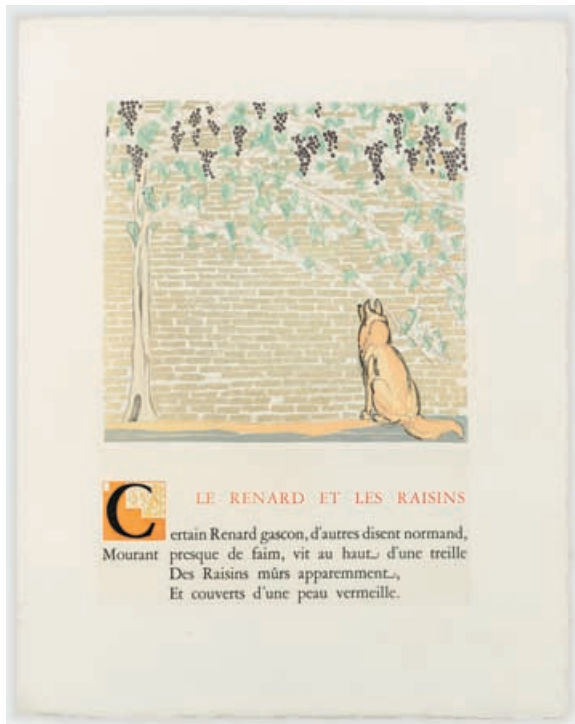 LE RENARD ET LES RAISINS
Certain Renard gascon, d'autres disent normand,
Mourant presque de faim, vit au haut d'une treille
Des Raisins mûrs apparemment,
Et couverts d'une peau vermeille.